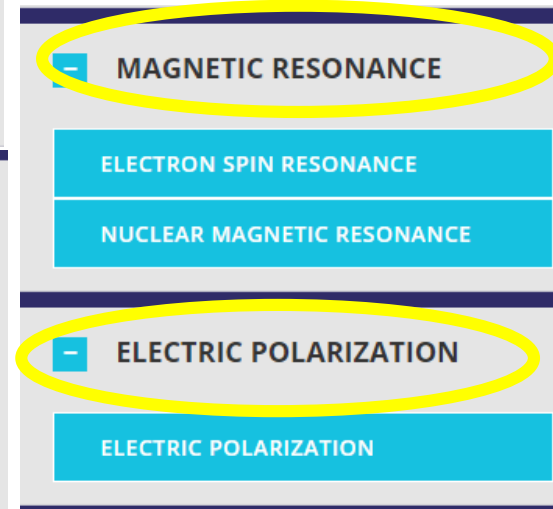 MAGNETIC RESONANCE
ELECTRON SPIN RESONANCE
NUCLEAR MAGNETIC RESONANCE
ELECTRIC POLARIZATION
ELECTRIC POLARIZATION